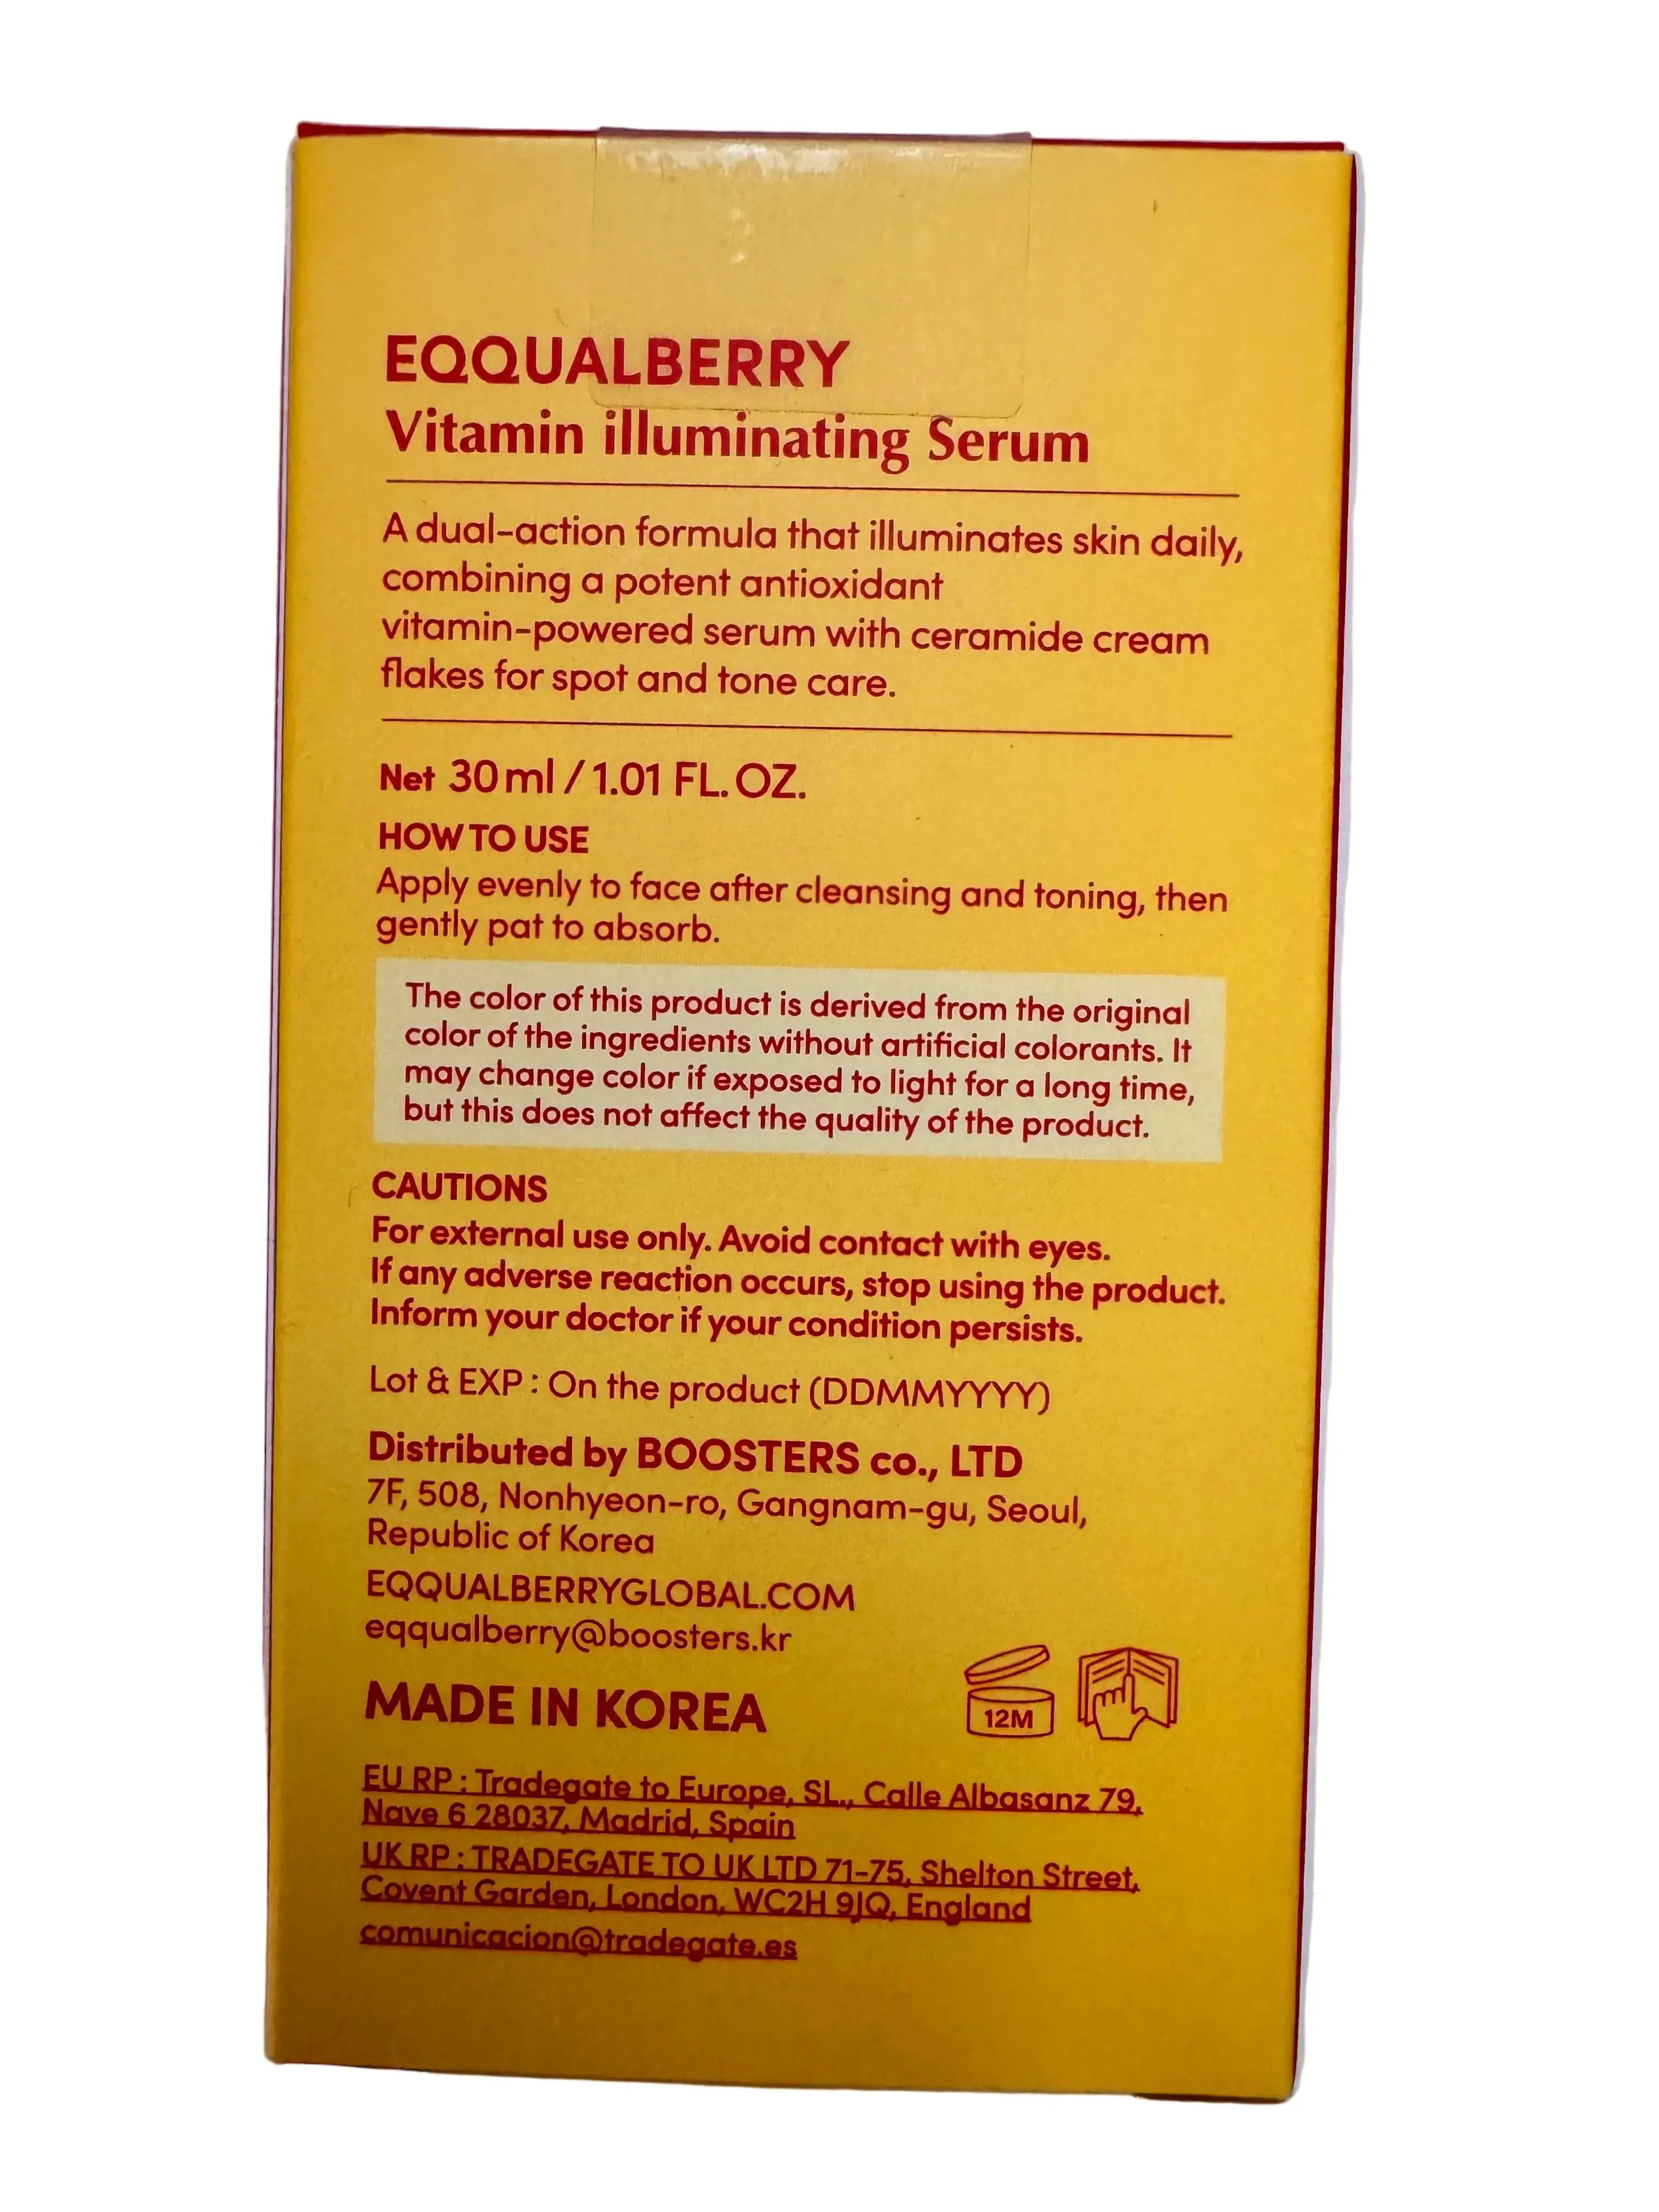 EQQUALBERRY
Vitamin illuminating Serum
A dual-action formula that illuminates skin daily,
combining a potent antioxidant
vitamin-powered serum with ceramide cream
flakes for spot and tone care.
Net 30ml / 1.01 FL. OZ.
HOW TO USE
Apply evenly to face after cleansing and toning, then
gently pat to absorb.
The color of this product is derived from the original
color of the ingredients without artificial colorants. It
may change color if exposed to light for a long time,
but this does not affect the quality of the product.
CAUTIONS
For external use only. Avoid contact with eyes.
If any adverse reaction occurs, stop using the product.
Inform your doctor if your condition persists.
Lot & EXP : On the product (DDMMYYYY)
Distributed by BOOSTERS co., LTD
7F, 508, Nonhyeon-ro, Gangnam-gu, Seoul,
Republic of Korea
EQQUALBERRYGLOBAL.COM
eqqualberry@boosters.kr
MADE IN KOREA
12M
EU RP : Tradegate to Europe, SL., Calle Albasanz 79,
Nave 6 28037, Madrid, Spain
UK RP : TRADEGATE TO UK LTD 71-75, Shelton Street,
Covent Garden, London, WC2H 9JQ, England
comunicacion@tradegate.es